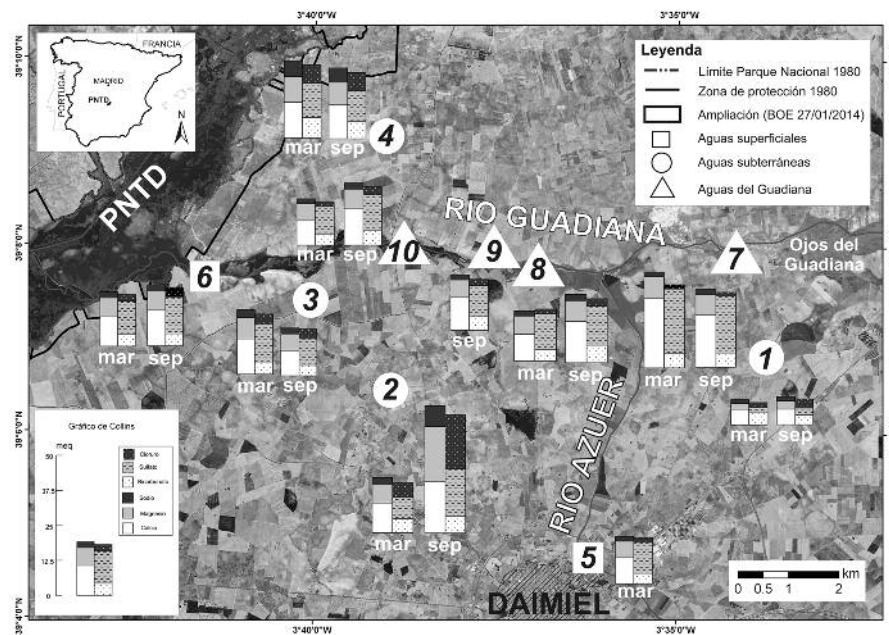 3°40'0"W
3°35'0"W
FRANCIA
PORTUGAL
MADRID
PNTD
N
Leyenda
Límite Parque Nacional 1980
Zona de protección 1980
Ampliación (BOE 27/01/2014)
Aguas superficiales
Aguas subterráneas
Aguas del Guadiana
4
mar
sep
PNTD
RIO GUADIANA
10
9
8
7
Ojos del
Guadiana
mar
sep
6
3
mar
sep
mar
sep
sep
mar
sep
mar
sep
1
mar
sep
2
mar
sep
RIO AZUER
5
mar
DAIMIEL
Gráfico de Collins
meq
50
37.5
25
12.5
0
Cloruro
Sulfato
Bicarbonato
Sodio
Magnesio
Calcio
km
0
0.5
1
2
39°4'0"N
3°40'0"W
3°35'0"W